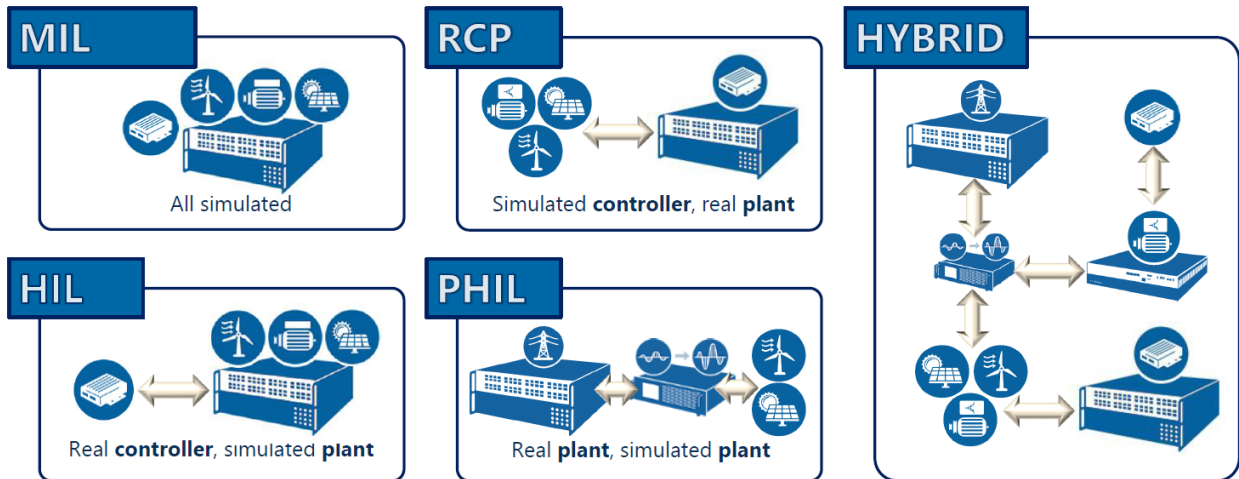 MIL
All simulated
RCP
Simulated controller, real plant
HYBRID
HIL
Real controller, simulated plant
PHIL
Real plant, simulated plant